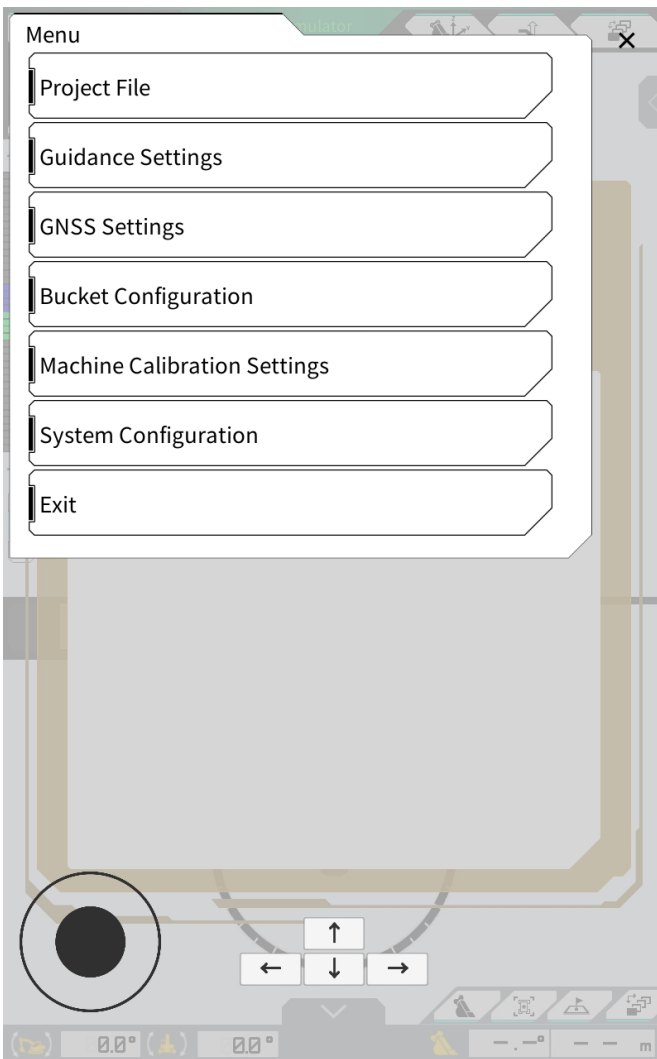 Menu
Project File
Guidance Settings
GNSS Settings
Bucket Configuration
Machine Calibration Settings
System Configuration
Exit
↑
← ↓ →
0.0° 0.0° --.-° -- m